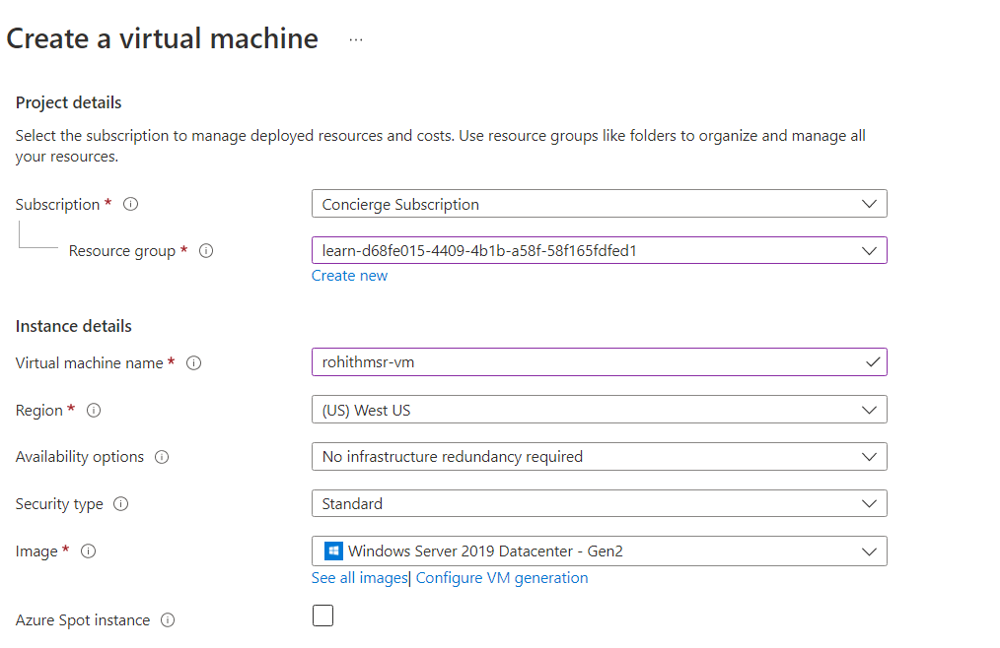 Create a virtual machine ...
Project details
Select the subscription to manage deployed resources and costs. Use resource groups like folders to organize and manage all
your resources.
Subscription * Concierge Subscription
Resource group * learn-d68fe015-4409-4b1b-a58f-58f165fdfed1
Create new
Instance details
Virtual machine name * rohithmsr-vm
Region * (US) West US
Availability options No infrastructure redundancy required
Security type Standard
Image * Windows Server 2019 Datacenter - Gen2
See all images| Configure VM generation
Azure Spot instance